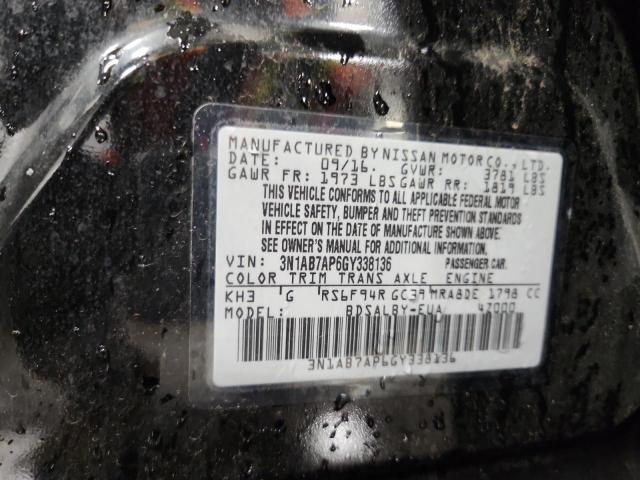 MANUFACTURED BY NISSAN MOTOR CO., LTD.
DATE: 09/16. GVWR: 3781 LBS
GAWR FR: 1973 LBS GAWR RR: 1819 LBS
THIS VEHICLE CONFORMS TO ALL APPLICABLE FEDERAL MOTOR
VEHICLE SAFETY, BUMPER AND THEFT PREVENTION STANDARDS
IN EFFECT ON THE DATE OF MANUFACTURE SHOWN ABOVE.
SEE OWNER'S MANUAL FOR ADDITIONAL INFORMATION.
VIN: 3N1AB7AP6GY338136 PASSENGER CAR.
COLOR TRIM TRANS AXLE ENGINE
KH3 G RS6F94R GC39 MRA8DE 1798 CC
MODEL: BDSALBY-EUA 42000
3N1AB7AP6GY338136